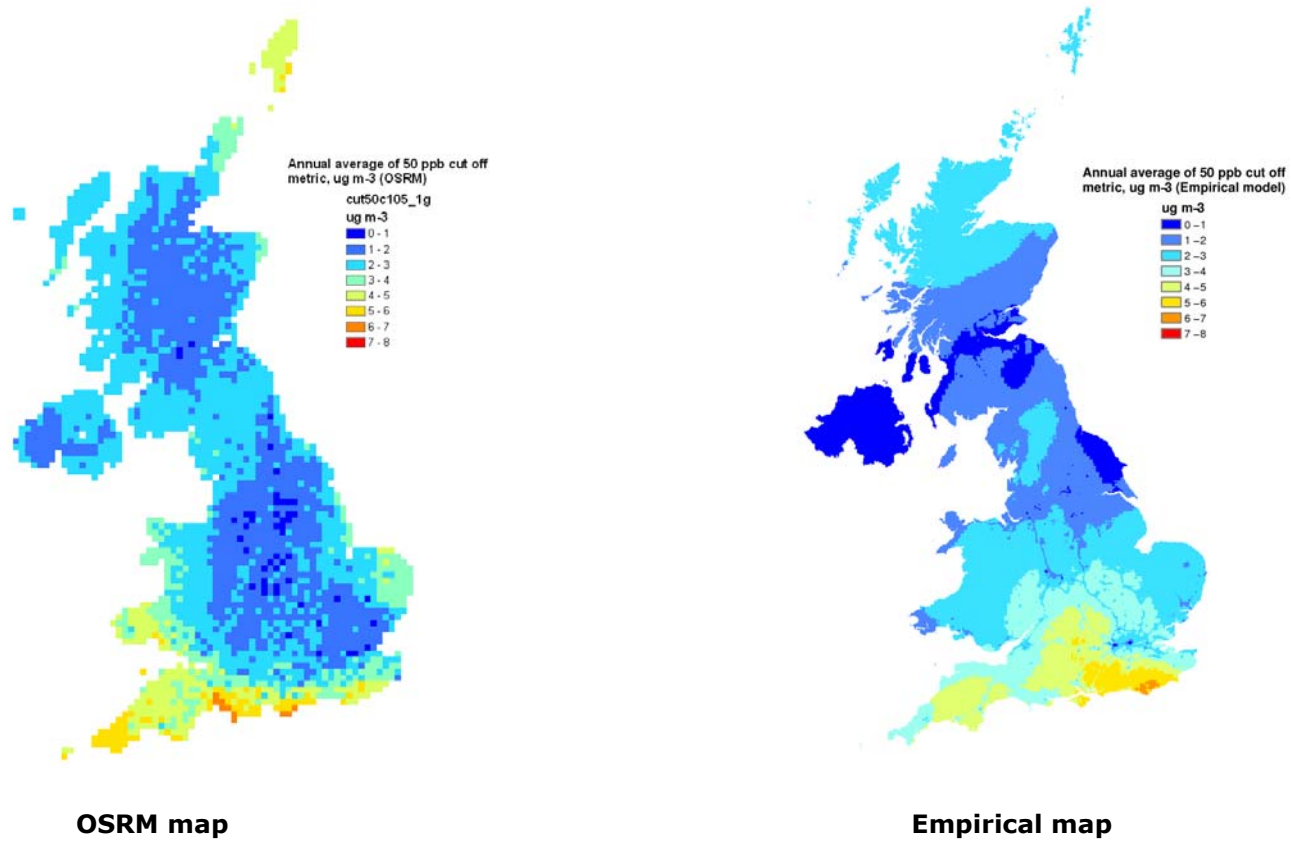 Annual average of 50 ppb cut off
metric, ug m-3 (OSRM)
cut50c105_1g
ug m-3
0 - 1
1 - 2
2 - 3
3 - 4
4 - 5
5 - 6
6 - 7
7 - 8
Annual average of 50 ppb cut off
metric, ug m-3 (Empirical model)
ug m-3
0 –1
1 –2
2 –3
3 –4
4 –5
5 –6
6 –7
7 –8
OSRM map
Empirical map